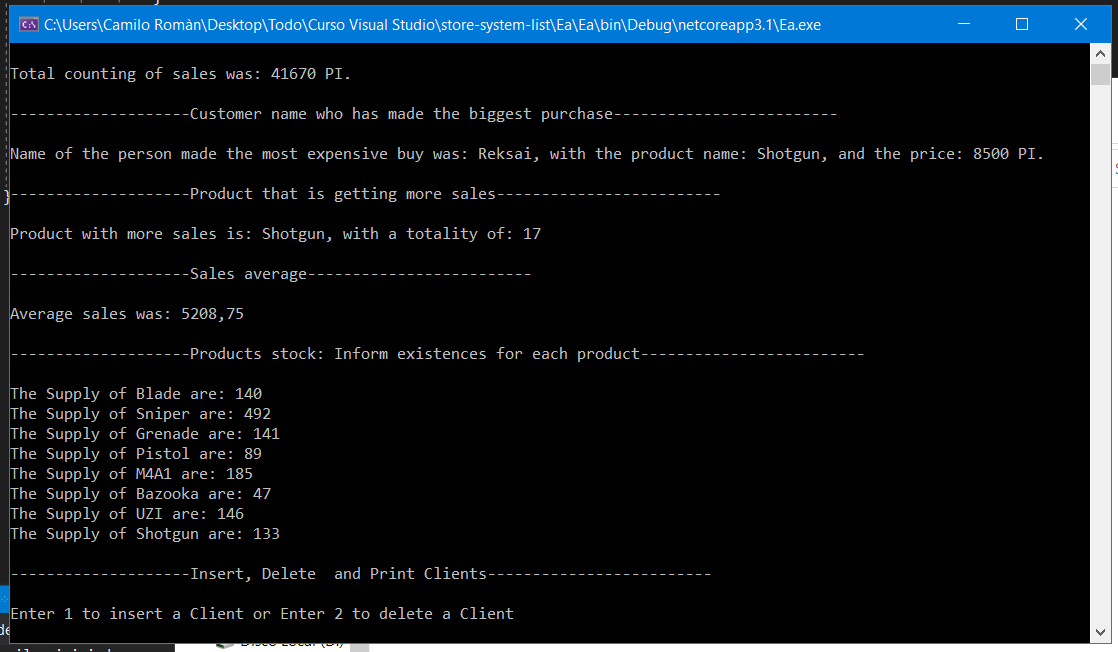 C:\Users\Camilo Romàn\Desktop\Todo\Curso Visual Studio\store-system-list\Ea\Ea\bin\Debug\netcoreapp3.1\Ea.exe
Total counting of sales was: 41670 PI.
--------------------Customer name who has made the biggest purchase-------------------------
Name of the person made the most expensive buy was: Reksai, with the product name: Shotgun, and the price: 8500 PI.
--------------------Product that is getting more sales-------------------------
Product with more sales is: Shotgun, with a totality of: 17
--------------------Sales average-------------------------
Average sales was: 5208,75
--------------------Products stock: Inform existences for each product-------------------------
The Supply of Blade are: 140
The Supply of Sniper are: 492
The Supply of Grenade are: 141
The Supply of Pistol are: 89
The Supply of M4A1 are: 185
The Supply of Bazooka are: 47
The Supply of UZI are: 146
The Supply of Shotgun are: 133
--------------------Insert, Delete  and Print Clients-------------------------
Enter 1 to insert a Client or Enter 2 to delete a Client